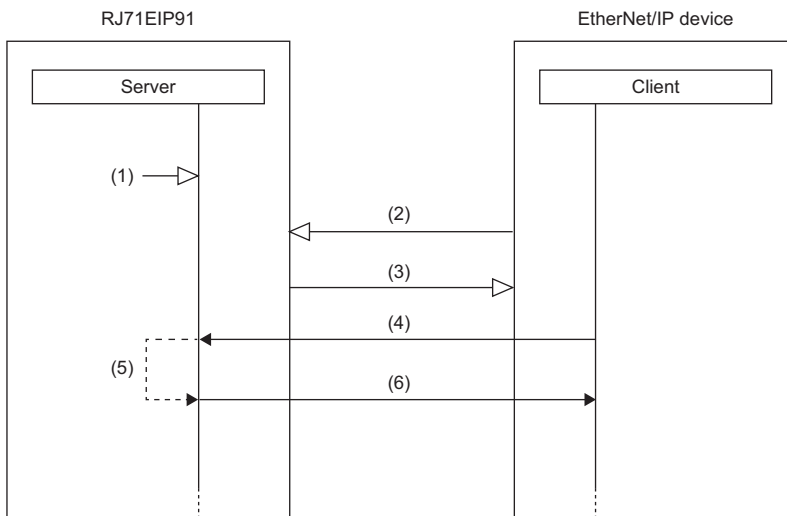 RJ71EIP91
EtherNet/IP device
Server
Client
(1)
(2)
(3)
(4)
(5)
(6)